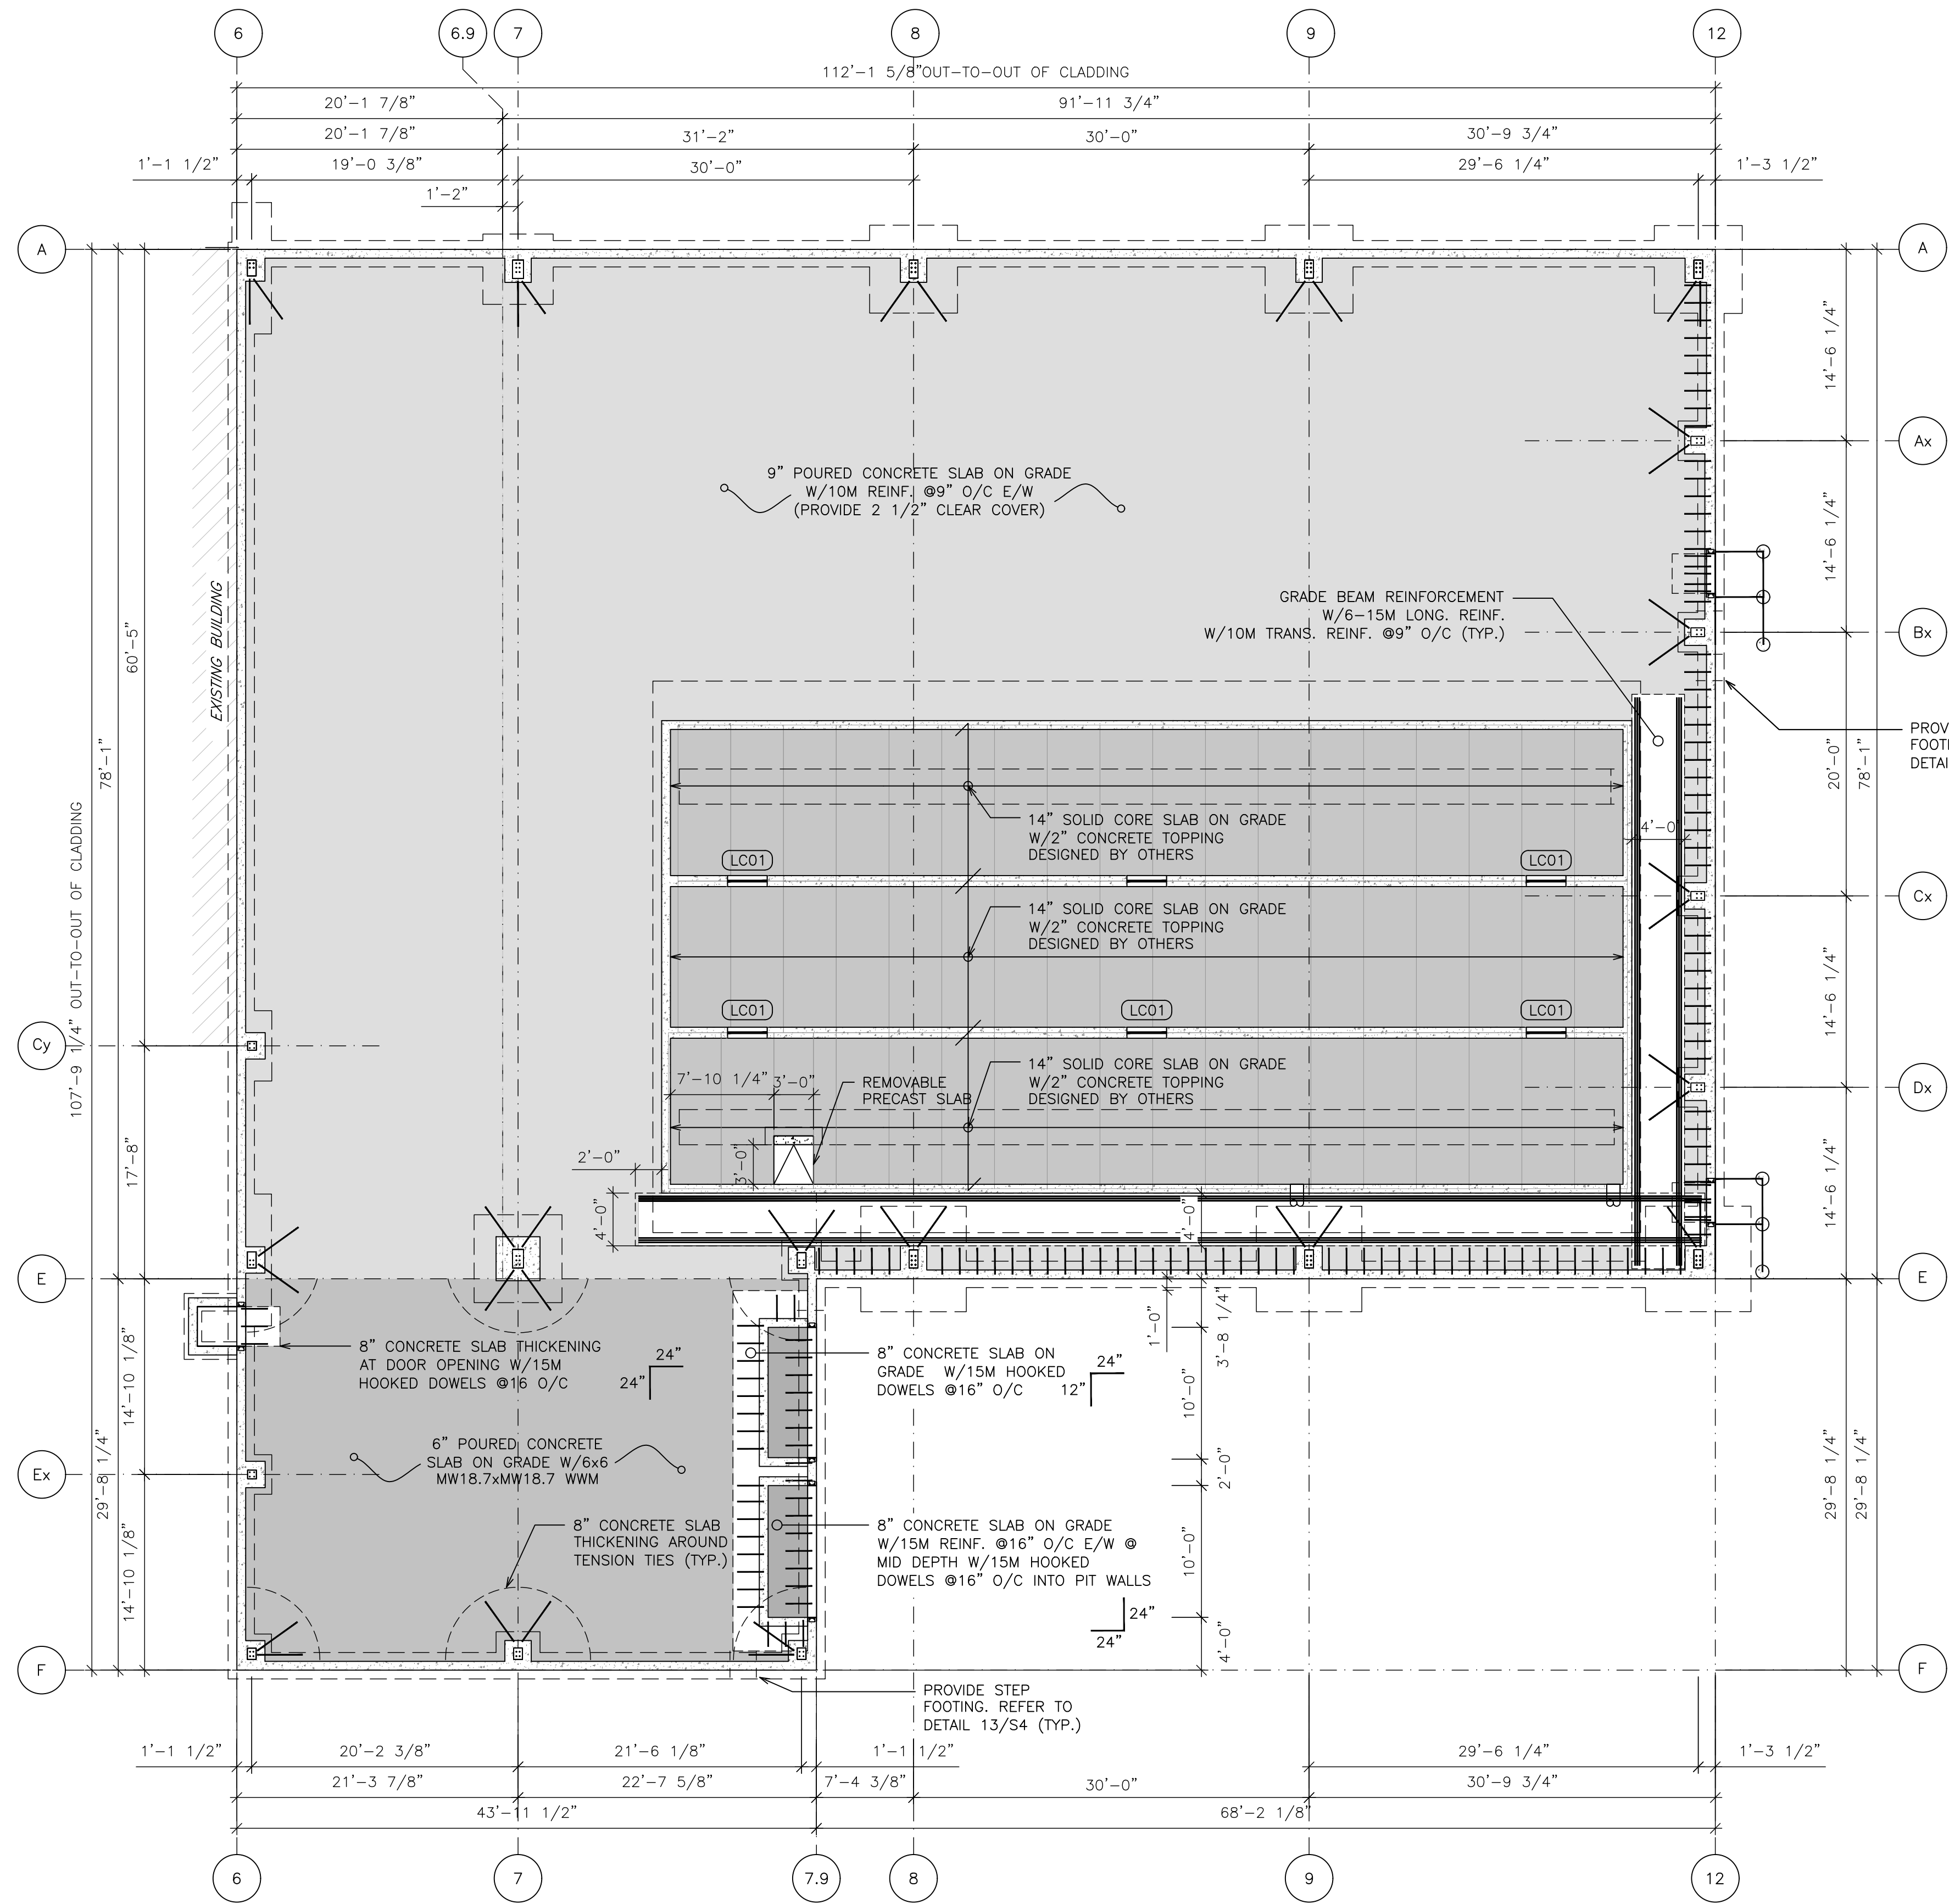 6
6.9
7
8
9
12
112'-1 5/8"OUT-TO-OUT OF CLADDING
20'-1 7/8"
91'-11 3/4"
20'-1 7/8"
31'-2"
30'-0"
30'-9 3/4"
1'-1 1/2"
19'-0 3/8"
30'-0"
29'-6 1/4"
1'-3 1/2"
1'-2"
A
A
14'-6 1/4"
Ax
9" POURED CONCRETE SLAB ON GRADE
W/10M REINF. @9" O/C E/W
(PROVIDE 2 1/2" CLEAR COVER)
14'-6 1/4"
EXISTING BUILDING
60'-5"
GRADE BEAM REINFORCEMENT
W/6-15M LONG. REINF.
W/10M TRANS. REINF. @9" O/C (TYP.)
Bx
78'-1"
PROV
FOOTI
DETAI
20'-0"
78'-1"
107'-9 1/4" OUT-TO-OUT OF CLADDING
14" SOLID CORE SLAB ON GRADE
W/2" CONCRETE TOPPING
DESIGNED BY OTHERS
4'-0"
LC01
LC01
Cx
14" SOLID CORE SLAB ON GRADE
W/2" CONCRETE TOPPING
DESIGNED BY OTHERS
14'-6 1/4"
LC01
LC01
LC01
Cy
14" SOLID CORE SLAB ON GRADE
W/2" CONCRETE TOPPING
DESIGNED BY OTHERS
7'-10 1/4"
3'-0"
REMOVABLE
PRECAST SLAB
Dx
17'-8"
2'-0"
3'-0"
4'-0"
4'-0"
14'-6 1/4"
E
E
8" CONCRETE SLAB THICKENING
AT DOOR OPENING W/15M
HOOKED DOWELS @16 O/C
24"
24"
8" CONCRETE SLAB ON
GRADE W/15M HOOKED
DOWELS @16" O/C
24"
12"
1'-0"
3'-8 1/4"
14'-10 1/8"
29'-8 1/4"
10'-0"
6" POURED CONCRETE
SLAB ON GRADE W/6x6
MW18.7xMW18.7 WWM
Ex
2'-0"
29'-8 1/4"
29'-8 1/4"
8" CONCRETE SLAB
THICKENING AROUND
TENSION TIES (TYP.)
8" CONCRETE SLAB ON GRADE
W/15M REINF. @16" O/C E/W @
MID DEPTH W/15M HOOKED
DOWELS @16" O/C INTO PIT WALLS
10'-0"
14'-10 1/8"
24"
24"
4'-0"
F
F
PROVIDE STEP
FOOTING. REFER TO
DETAIL 13/S4 (TYP.)
1'-1 1/2"
20'-2 3/8"
21'-6 1/8"
1'-1 1/2"
29'-6 1/4"
1'-3 1/2"
21'-3 7/8"
22'-7 5/8"
7'-4 3/8"
30'-0"
30'-9 3/4"
43'-11 1/2"
68'-2 1/8"
6
7
7.9
8
9
12